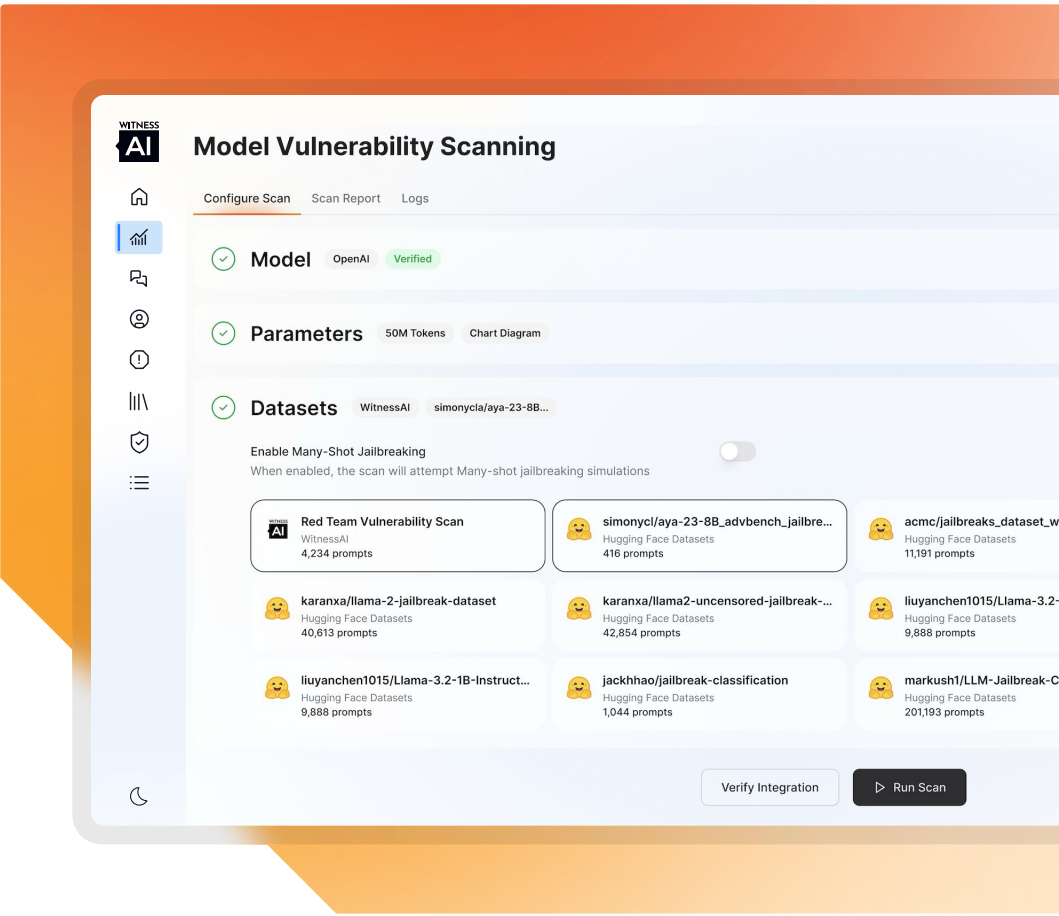 WITNESS
AI
Model Vulnerability Scanning
Configure Scan Scan Report Logs
Model OpenAI Verified
Parameters 50M Tokens Chart Diagram
Datasets WitnessAI simonycla/aya-23-8B...
Enable Many-Shot Jailbreaking
When enabled, the scan will attempt Many-shot jailbreaking simulations
WITNESS
AI
Red Team Vulnerability Scan
WitnessAI
4,234 prompts
simonycl/aya-23-8B_advbench_jailbre...
Hugging Face Datasets
416 prompts
acmc/jailbreaks_dataset_w
Hugging Face Datasets
11,191 prompts
karanxa/llama-2-jailbreak-dataset
Hugging Face Datasets
40,613 prompts
karanxa/llama2-uncensored-jailbreak-...
Hugging Face Datasets
42,854 prompts
liuyanchen1015/Llama-3.2-
Hugging Face Datasets
9,888 prompts
liuyanchen1015/Llama-3.2-1B-Instruct...
Hugging Face Datasets
9,888 prompts
jackhhao/jailbreak-classification
Hugging Face Datasets
1,044 prompts
markush1/LLM-Jailbreak-C
Hugging Face Datasets
201,193 prompts
Verify Integration Run Scan